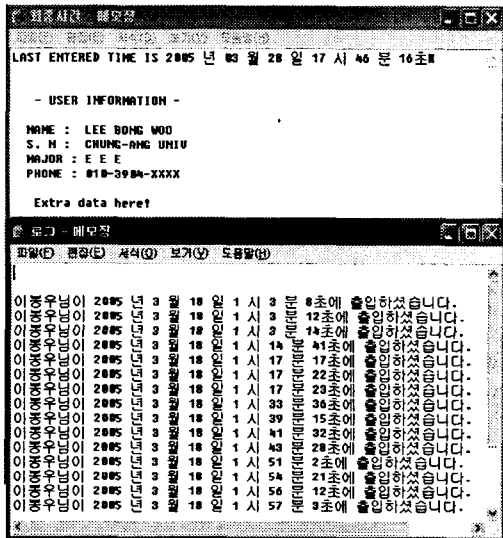 최종시간 - 메모장
LAST ENTERED TIME IS 2005 년 03 월 28 일 17 시 46 분 16초
- USER INFORMATION -
NAME : LEE BONG WOO
S. N : CHUNG-ANG UNIV
MAJOR : E E E
PHONE : 010-3984-XXXX
Extra data here!
로그 - 메모장
파일(F) 편집(E) 서식(O) 보기(V) 도움말(H)
이봉우님이 2005 년 3 월 18 일 1 시 3 분 8초에 출입하셨습니다.
이봉우님이 2005 년 3 월 18 일 1 시 3 분 12초에 출입하셨습니다.
이봉우님이 2005 년 3 월 18 일 1 시 3 분 14초에 출입하셨습니다.
이봉우님이 2005 년 3 월 18 일 1 시 14 분 41초에 출입하셨습니다.
이봉우님이 2005 년 3 월 18 일 1 시 17 분 17초에 출입하셨습니다.
이봉우님이 2005 년 3 월 18 일 1 시 17 분 22초에 출입하셨습니다.
이봉우님이 2005 년 3 월 18 일 1 시 17 분 23초에 출입하셨습니다.
이봉우님이 2005 년 3 월 18 일 1 시 33 분 36초에 출입하셨습니다.
이봉우님이 2005 년 3 월 18 일 1 시 39 분 15초에 출입하셨습니다.
이봉우님이 2005 년 3 월 18 일 1 시 41 분 32초에 출입하셨습니다.
이봉우님이 2005 년 3 월 18 일 1 시 43 분 28초에 출입하셨습니다.
이봉우님이 2005 년 3 월 18 일 1 시 51 분 2초에 출입하셨습니다.
이봉우님이 2005 년 3 월 18 일 1 시 54 분 21초에 출입하셨습니다.
이봉우님이 2005 년 3 월 18 일 1 시 56 분 12초에 출입하셨습니다.
이봉우님이 2005 년 3 월 18 일 1 시 57 분 3초에 출입하셨습니다.